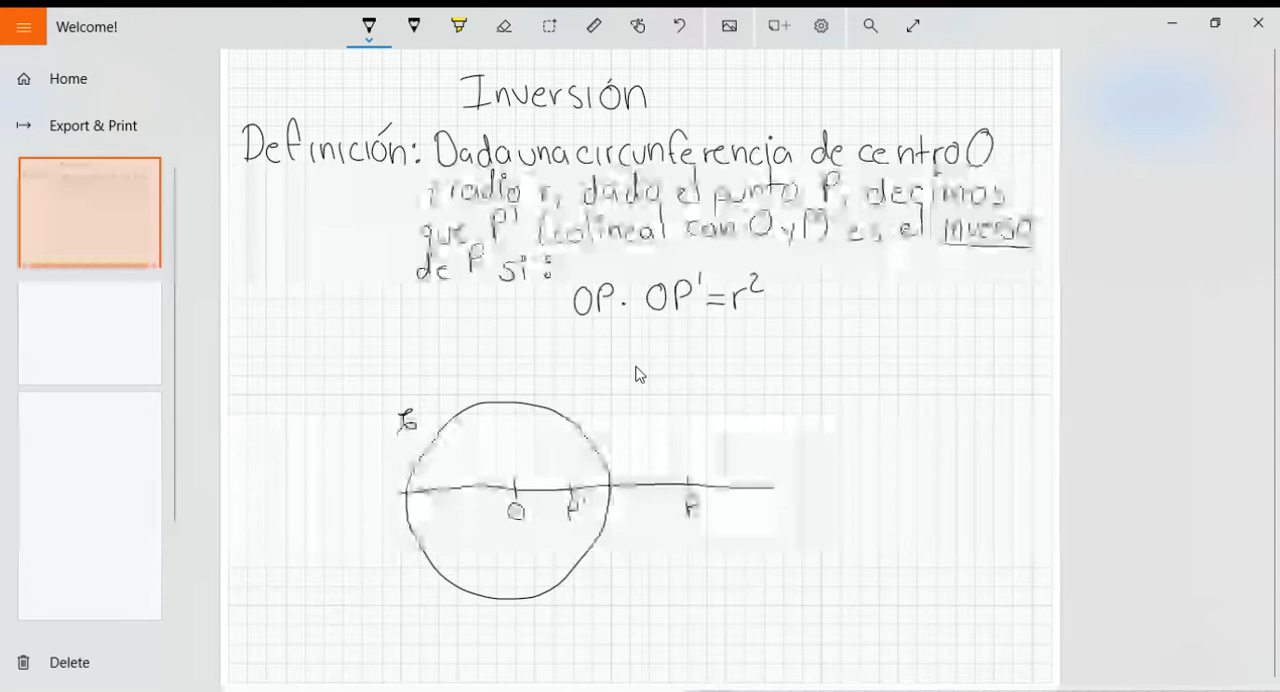 Welcome!
Home
Export & Print
Delete
Inversión
Definición: Dada una circunferencia de centro O
radio r, dado el punto P, decimos
que P' (colineal con O y P) es el inverso
de P si:
OP · OP' = r²
O P' P